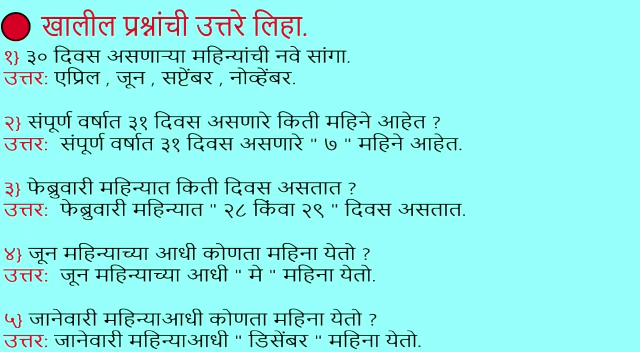 खालील प्रश्नांची उत्तरे लिहा.
१} ३० दिवस असणाऱ्या महिन्यांची नवे सांगा.
उत्तर: एप्रिल , जून , सप्टेंबर , नोव्हेंबर.
२} संपूर्ण वर्षात ३१ दिवस असणारे किती महिने आहेत ?
उत्तर: संपूर्ण वर्षात ३१ दिवस असणारे " ७ " महिने आहेत.
३} फेब्रुवारी महिन्यात किती दिवस असतात ?
उत्तर: फेब्रुवारी महिन्यात " २८ किंवा २९ " दिवस असतात.
४} जून महिन्याच्या आधी कोणता महिना येतो ?
उत्तर: जून महिन्याच्या आधी " मे " महिना येतो.
५} जानेवारी महिन्याआधी कोणता महिना येतो ?
उत्तर: जानेवारी महिन्याआधी " डिसेंबर " महिना येतो.